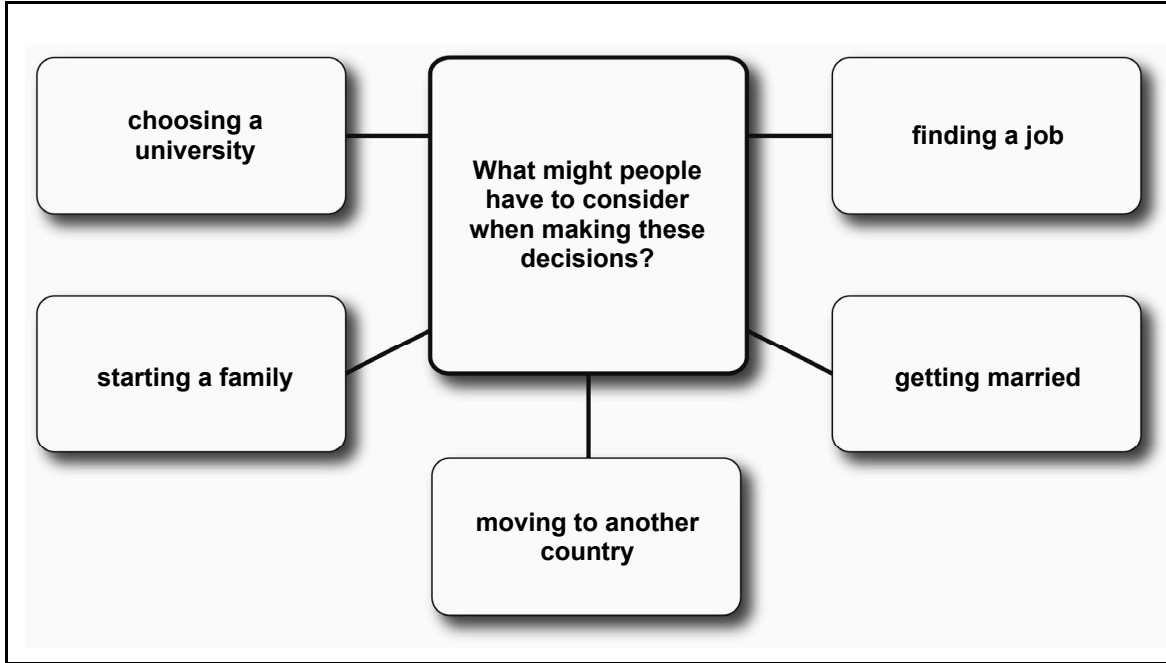 choosing a
university
What might people
have to consider
when making these
decisions?
finding a job
starting a family
getting married
moving to another
country